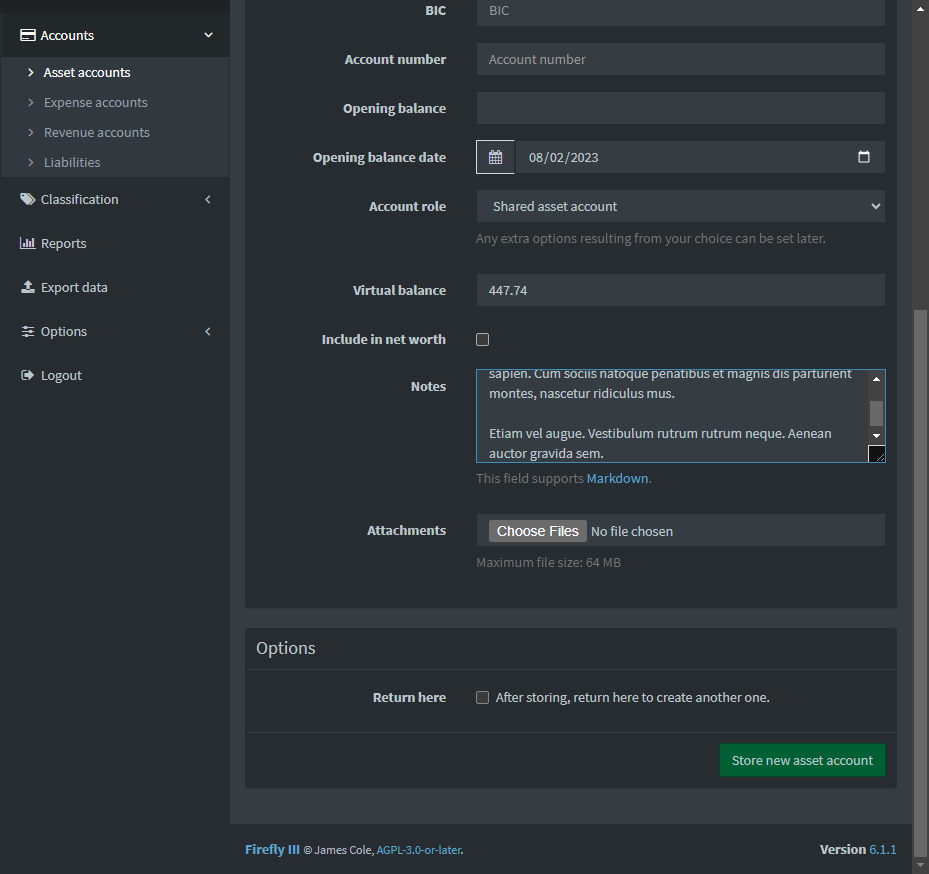 BIC
BIC
Accounts
Account number
Account number
Asset accounts
Expense accounts
Opening balance
Revenue accounts
Opening balance date
08/02/2023
Liabilities
Classification
Account role
Shared asset account
Any extra options resulting from your choice can be set later.
Reports
Export data
Virtual balance
447.74
Options
Include in net worth
Logout
Notes
sapien. Cum sociis natoque penatibus et magnis dis parturient
montes, nascetur ridiculus mus.
Etiam vel augue. Vestibulum rutrum rutrum neque. Aenean
auctor gravida sem.
This field supports Markdown.
Attachments
Choose Files No file chosen
Maximum file size: 64 MB
Options
Return here
After storing, return here to create another one.
Store new asset account
Firefly III © James Cole, AGPL-3.0-or-later.
Version 6.1.1